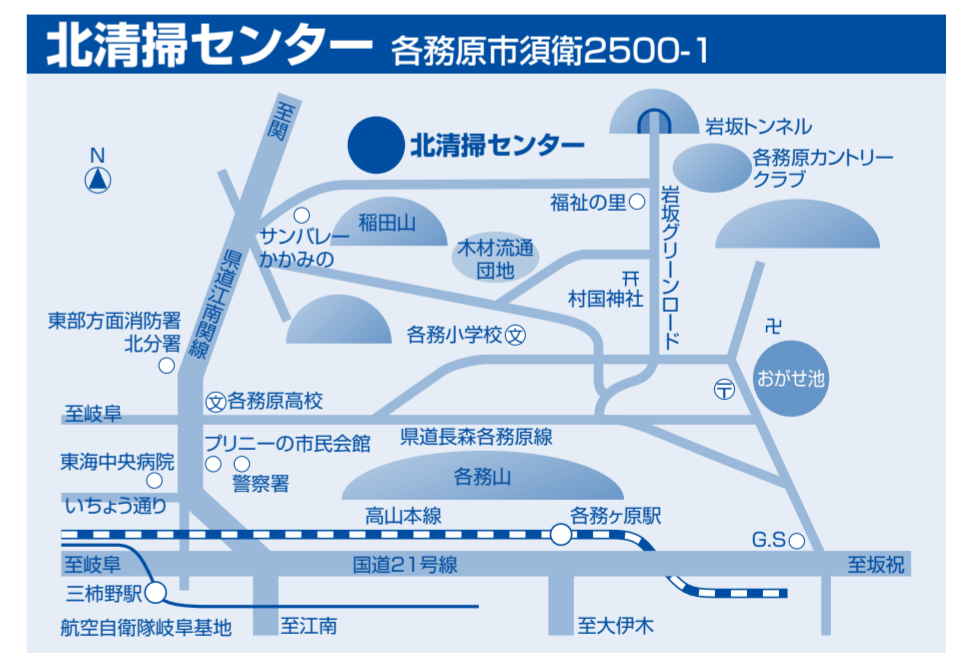 北清掃センター 各務原市須衛2500-1
至関
北清掃センター
岩坂トンネル
N
各務原カントリー
クラブ
福祉の里
岩坂グリーンロード
稲田山
サンバレー
かかみの
木材流通
団地
県道江南関線
村国神社
東部方面消防署
北分署
各務小学校
文
卍
おがせ池
〒
文
各務原高校
至岐阜
県道長森各務原線
プリニーの市民会館
東海中央病院
警察署
各務山
いちょう通り
高山本線
各務ヶ原駅
G.S
至岐阜
国道21号線
至坂祝
三柿野駅
航空自衛隊岐阜基地
至江南
至大伊木